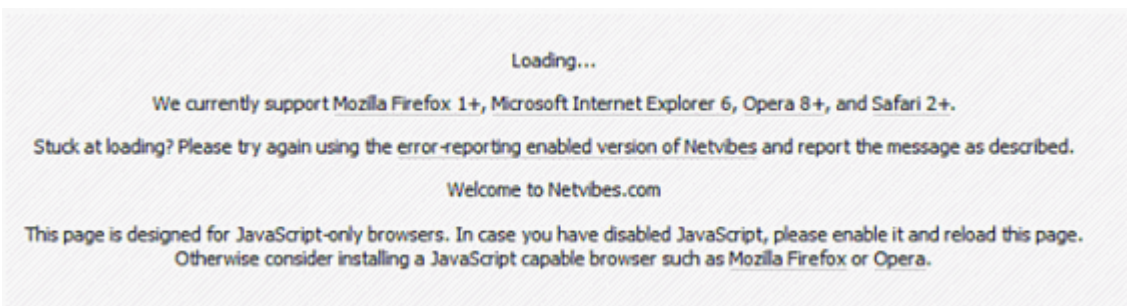 Loading...
We currently support Mozilla Firefox 1+, Microsoft Internet Explorer 6, Opera 8+, and Safari 2+.
Stuck at loading? Please try again using the error-reporting enabled version of Netvibes and report the message as described.
Welcome to Netvibes.com
This page is designed for JavaScript-only browsers. In case you have disabled JavaScript, please enable it and reload this page.
Otherwise consider installing a JavaScript capable browser such as Mozilla Firefox or Opera.